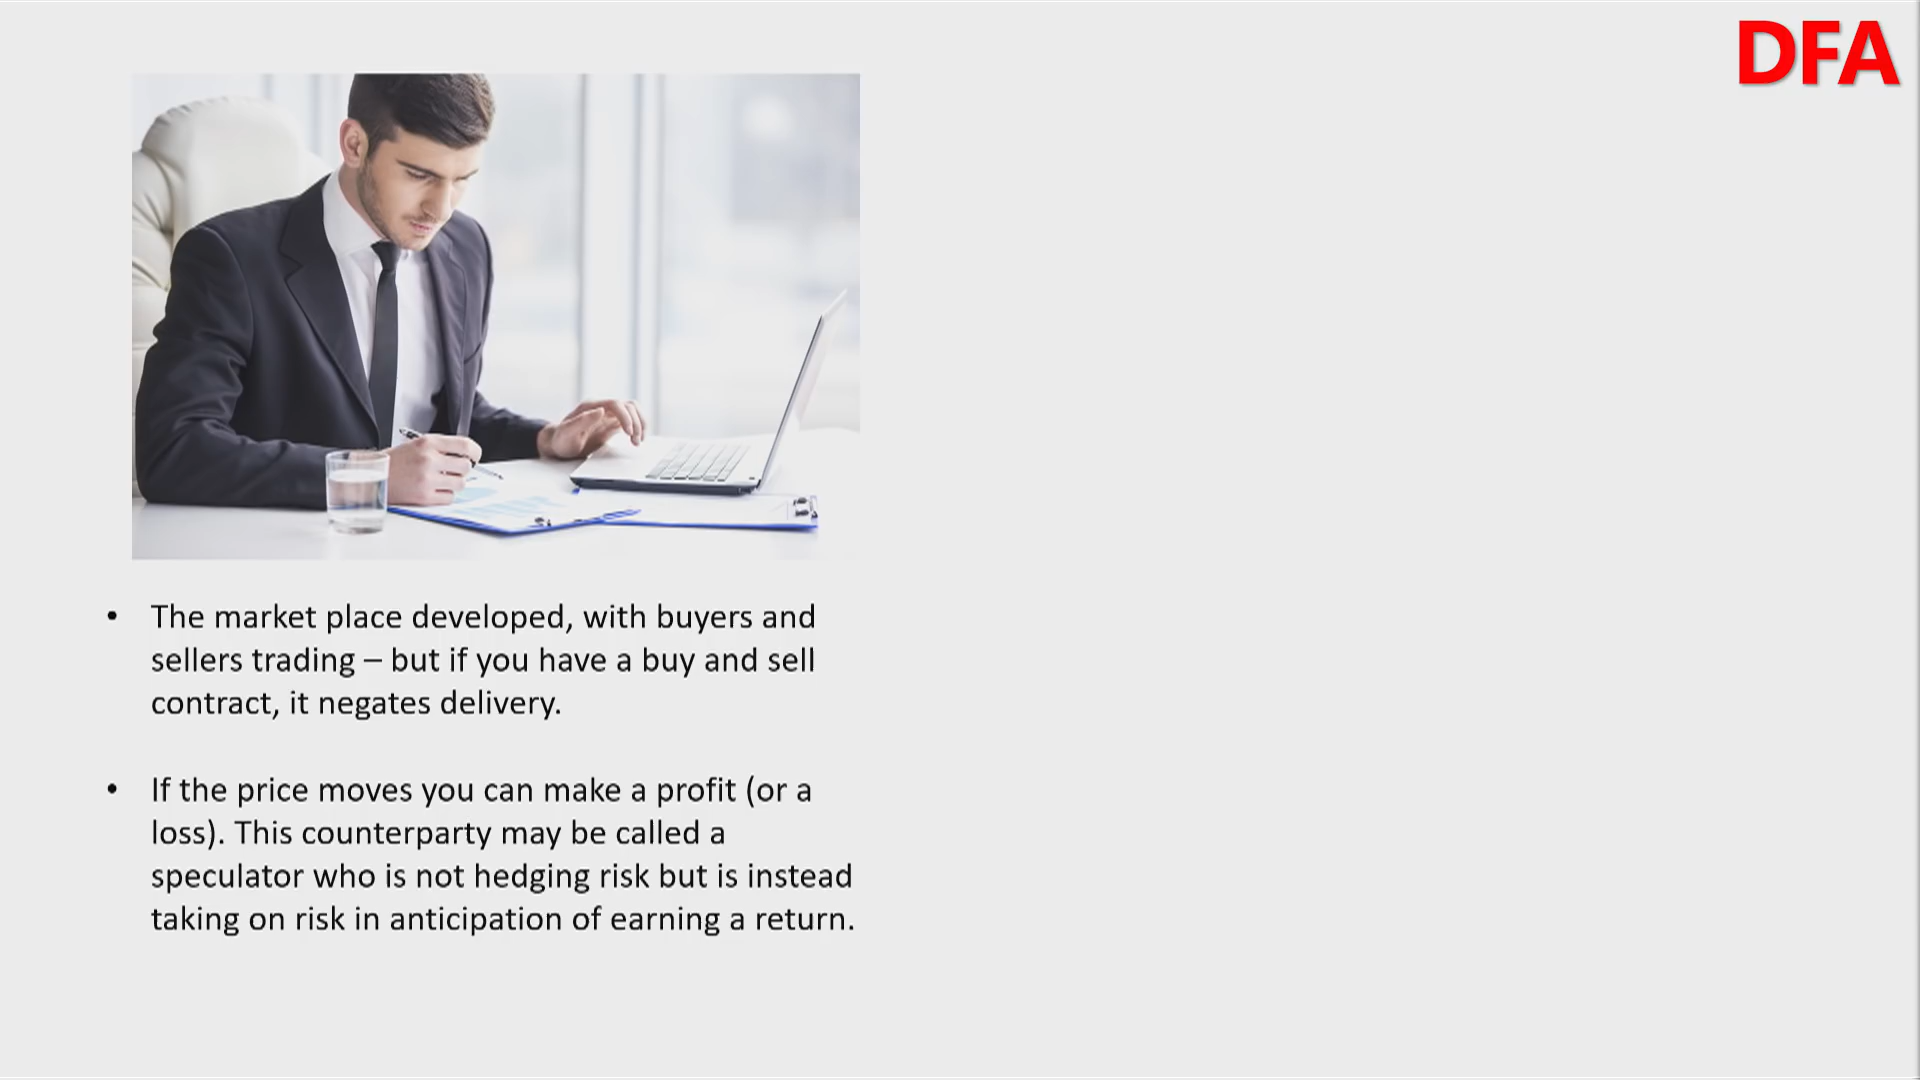 DFA
• The market place developed, with buyers and
sellers trading – but if you have a buy and sell
contract, it negates delivery.
• If the price moves you can make a profit (or a
loss). This counterparty may be called a
speculator who is not hedging risk but is instead
taking on risk in anticipation of earning a return.